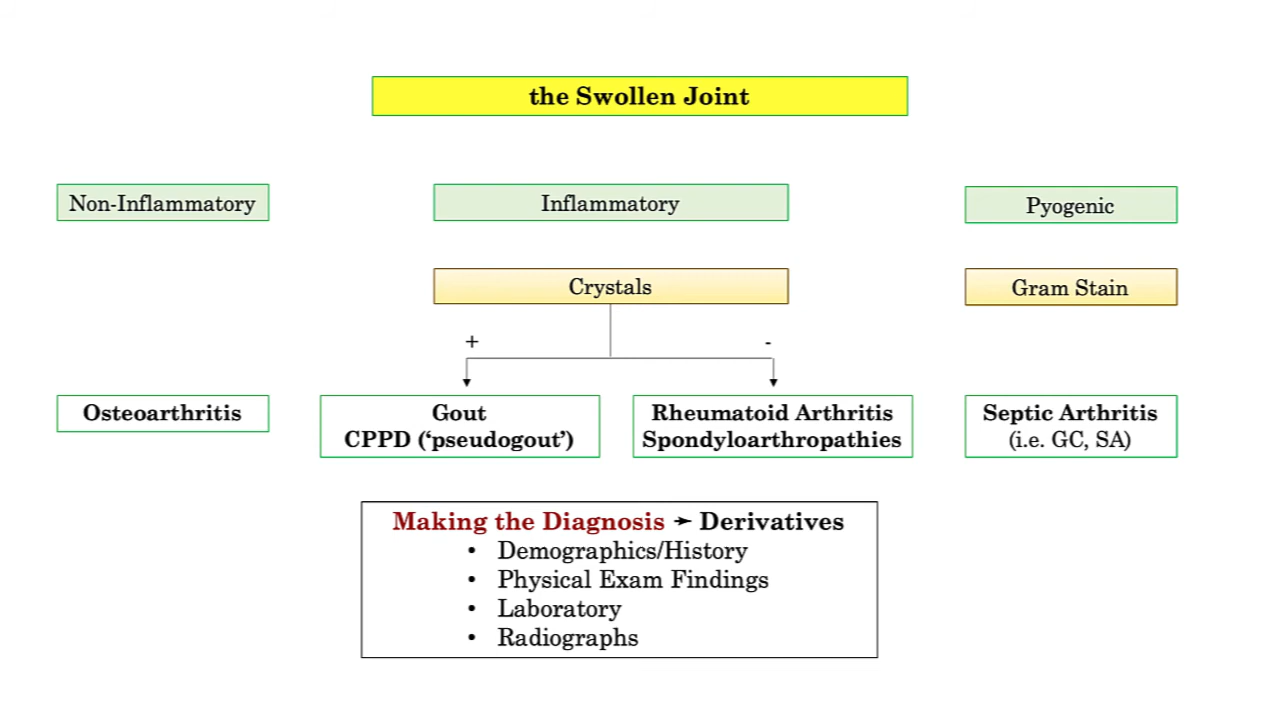 the Swollen Joint
Non-Inflammatory
Inflammatory
Pyogenic
Crystals
Gram Stain
+
-
Osteoarthritis
Gout
CPPD (‘pseudogout’)
Rheumatoid Arthritis
Spondyloarthropathies
Septic Arthritis
(i.e. GC, SA)
Making the Diagnosis ➛ Derivatives
• Demographics/History
• Physical Exam Findings
• Laboratory
• Radiographs